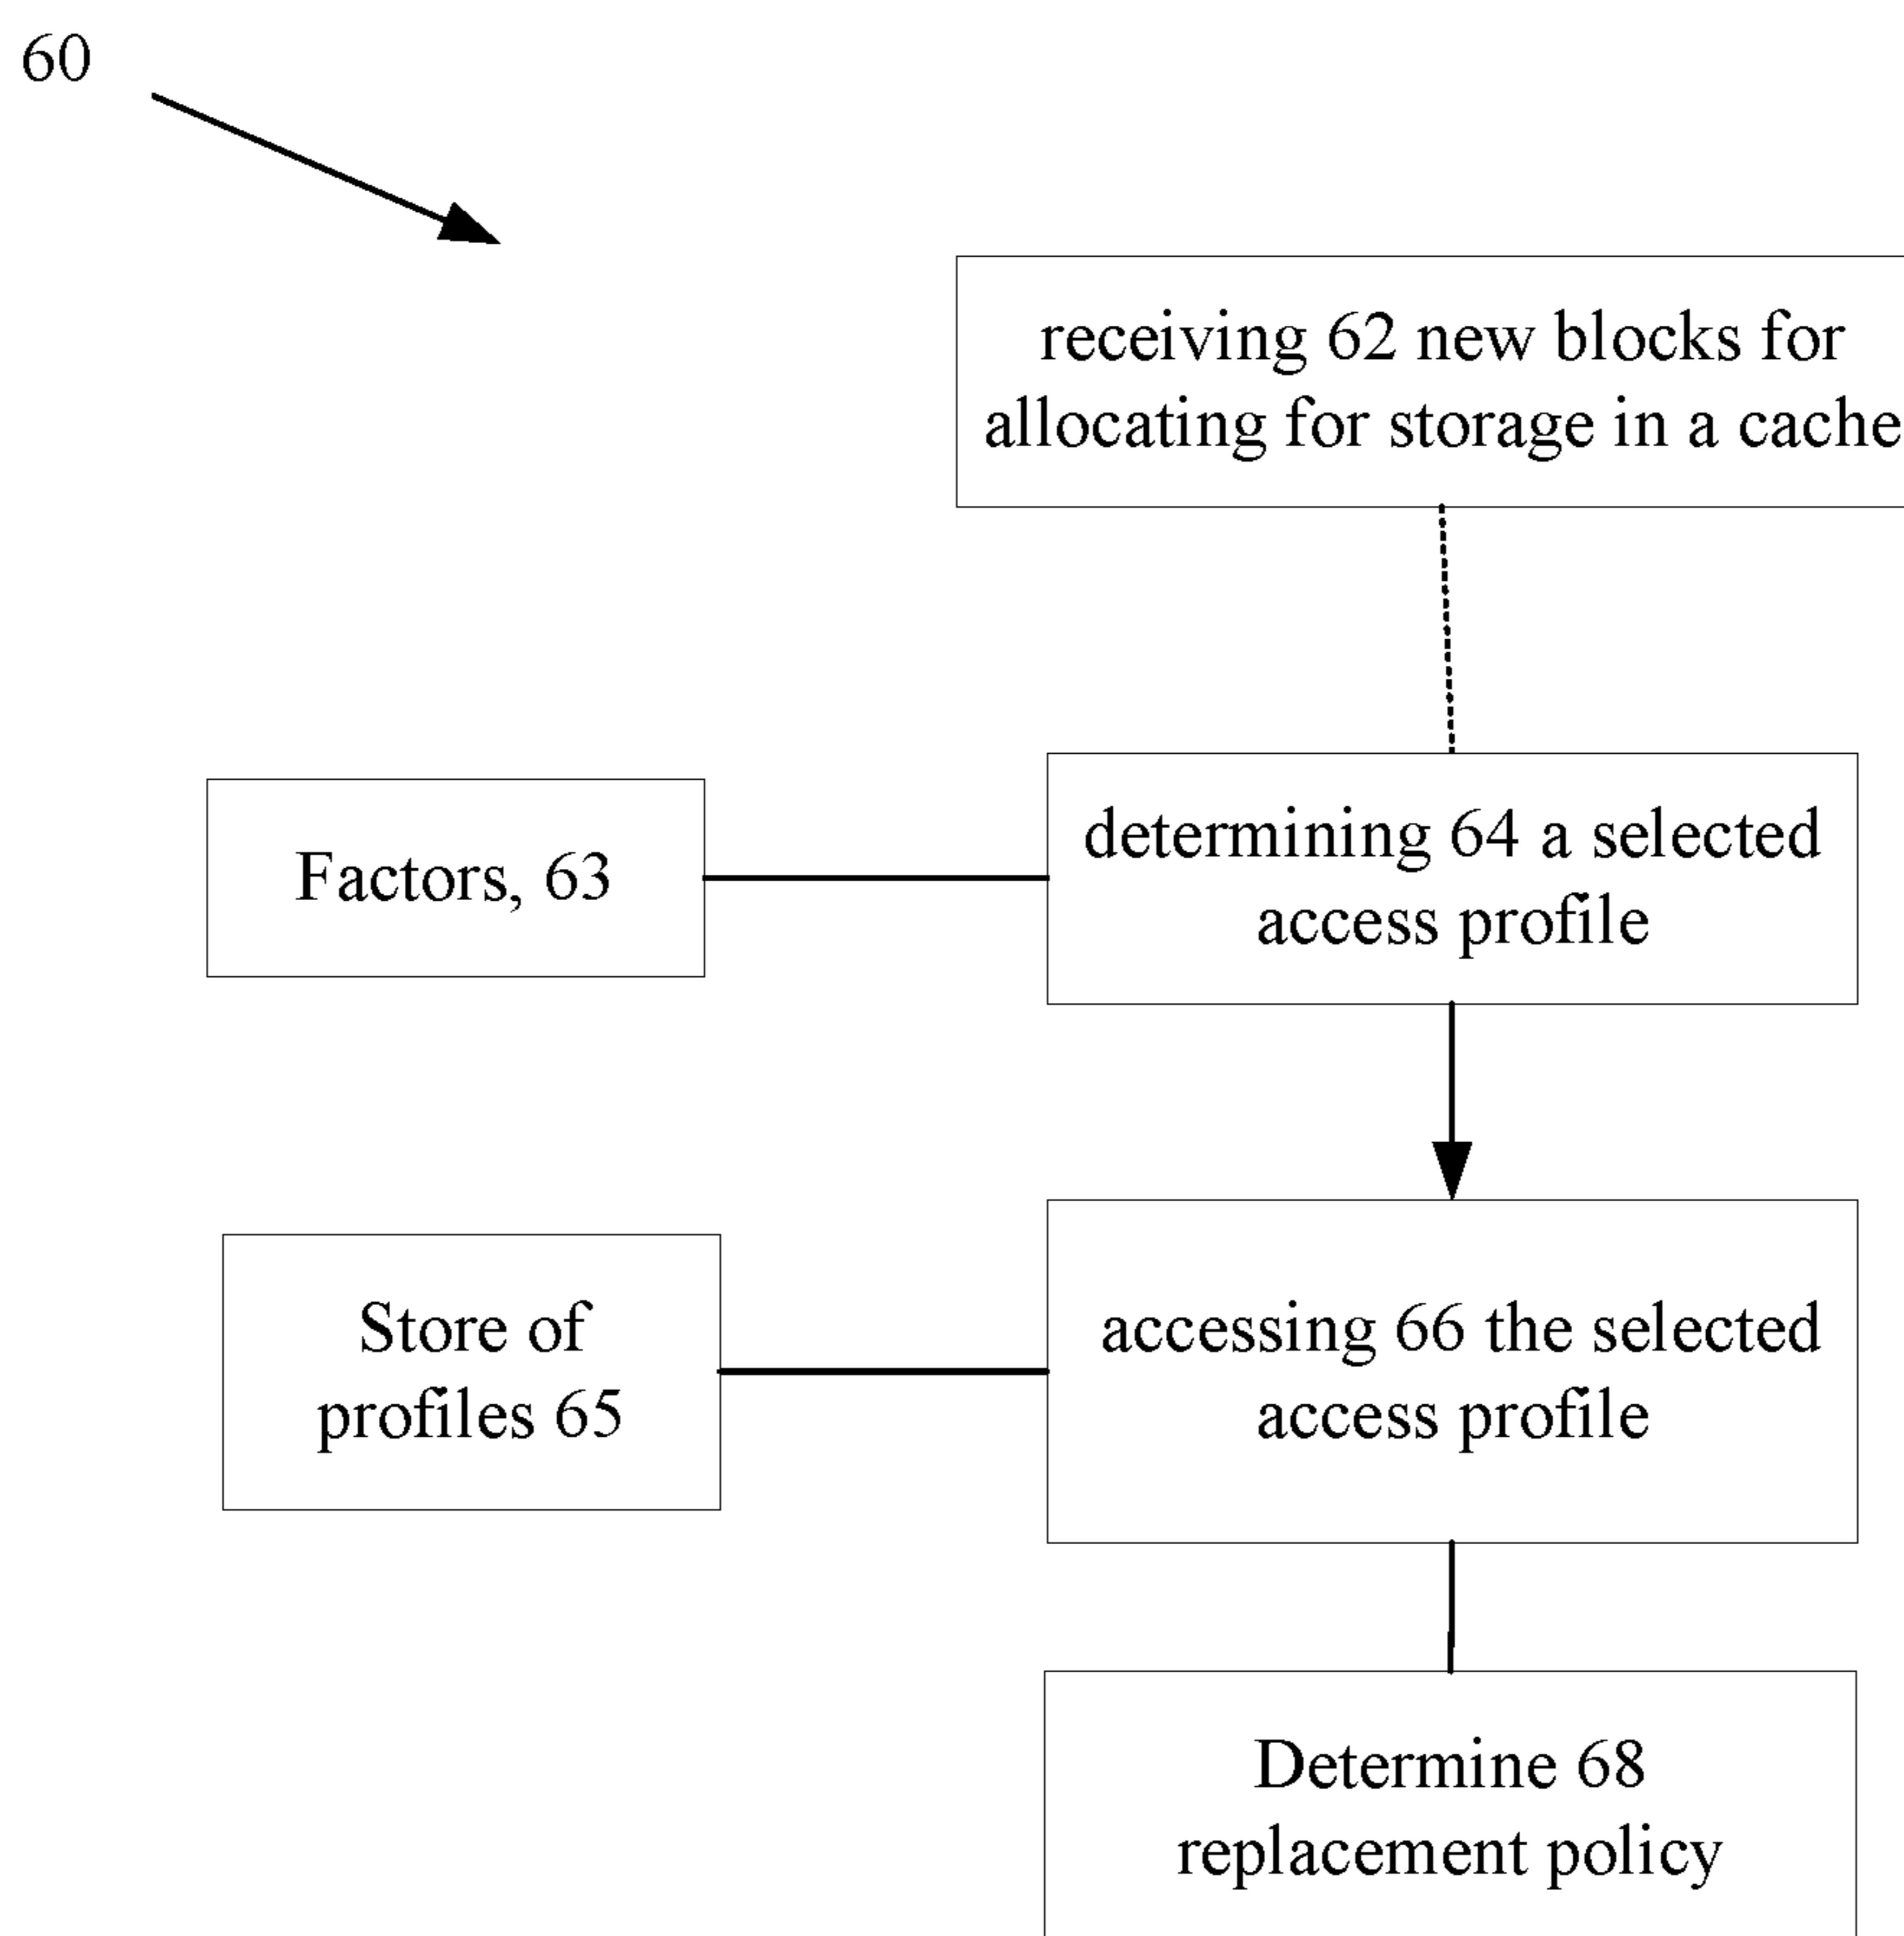 60
receiving 62 new blocks for
allocating for storage in a cache
Factors, 63
determining 64 a selected
access profile
Store of
profiles 65
accessing 66 the selected
access profile
Determine 68
replacement policy